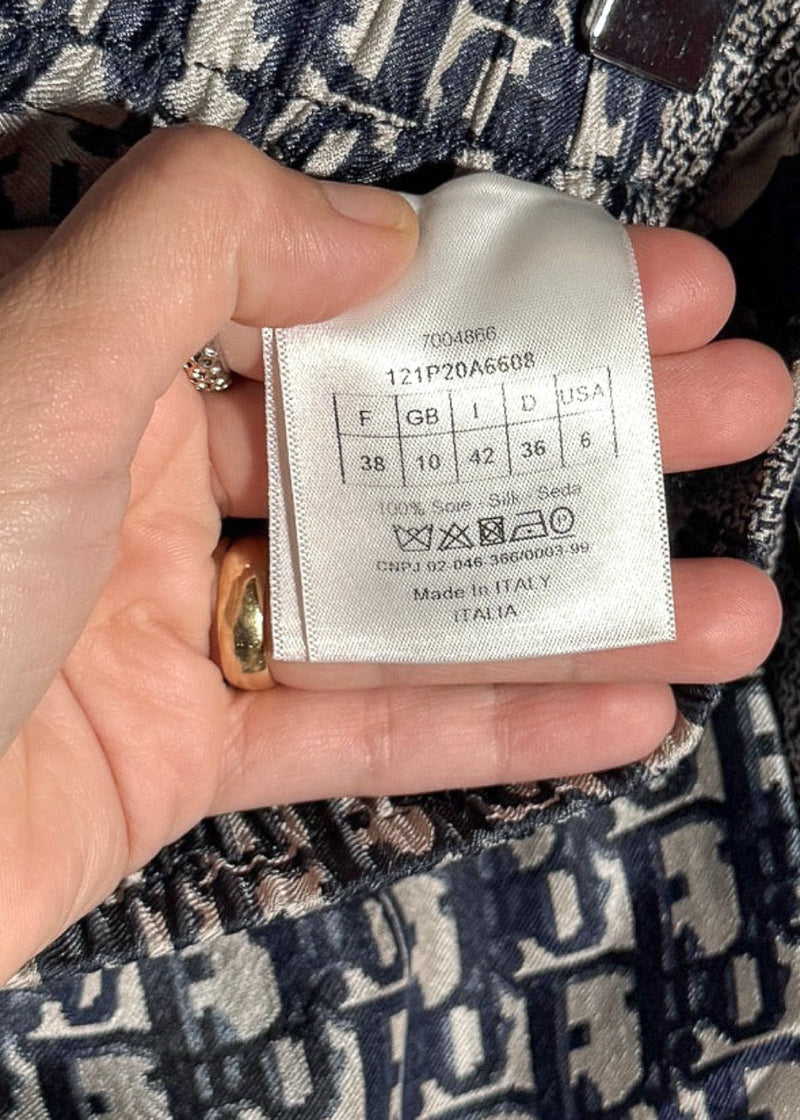 7004866
121P20A6608
F GB I D USA
38 10 42 36 6
100% Soie . Silk . Seda
CNPJ 02-046-366/0003-99
Made In ITALY
ITALIA